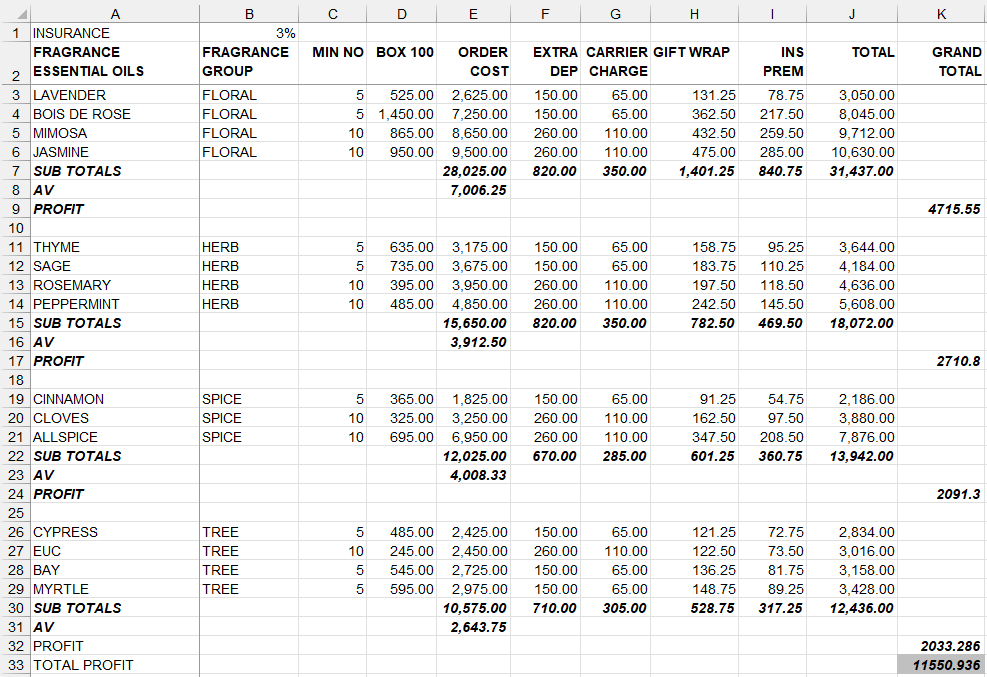 A B C D E F G H I J K
1 INSURANCE 3%
FRAGRANCE FRAGRANCE MIN NO BOX 100 ORDER EXTRA CARRIER GIFT WRAP INS TOTAL GRAND
2 ESSENTIAL OILS GROUP COST DEP CHARGE PREM TOTAL
3 LAVENDER FLORAL 5 525.00 2,625.00 150.00 65.00 131.25 78.75 3,050.00
4 BOIS DE ROSE FLORAL 5 1,450.00 7,250.00 150.00 65.00 362.50 217.50 8,045.00
5 MIMOSA FLORAL 10 865.00 8,650.00 260.00 110.00 432.50 259.50 9,712.00
6 JASMINE FLORAL 10 950.00 9,500.00 260.00 110.00 475.00 285.00 10,630.00
7 SUB TOTALS 28,025.00 820.00 350.00 1,401.25 840.75 31,437.00
8 AV 7,006.25
9 PROFIT 4715.55
10
11 THYME HERB 5 635.00 3,175.00 150.00 65.00 158.75 95.25 3,644.00
12 SAGE HERB 5 735.00 3,675.00 150.00 65.00 183.75 110.25 4,184.00
13 ROSEMARY HERB 10 395.00 3,950.00 260.00 110.00 197.50 118.50 4,636.00
14 PEPPERMINT HERB 10 485.00 4,850.00 260.00 110.00 242.50 145.50 5,608.00
15 SUB TOTALS 15,650.00 820.00 350.00 782.50 469.50 18,072.00
16 AV 3,912.50
17 PROFIT 2710.8
18
19 CINNAMON SPICE 5 365.00 1,825.00 150.00 65.00 91.25 54.75 2,186.00
20 CLOVES SPICE 10 325.00 3,250.00 260.00 110.00 162.50 97.50 3,880.00
21 ALLSPICE SPICE 10 695.00 6,950.00 260.00 110.00 347.50 208.50 7,876.00
22 SUB TOTALS 12,025.00 670.00 285.00 601.25 360.75 13,942.00
23 AV 4,008.33
24 PROFIT 2091.3
25
26 CYPRESS TREE 5 485.00 2,425.00 150.00 65.00 121.25 72.75 2,834.00
27 EUC TREE 10 245.00 2,450.00 260.00 110.00 122.50 73.50 3,016.00
28 BAY TREE 5 545.00 2,725.00 150.00 65.00 136.25 81.75 3,158.00
29 MYRTLE TREE 5 595.00 2,975.00 150.00 65.00 148.75 89.25 3,428.00
30 SUB TOTALS 10,575.00 710.00 305.00 528.75 317.25 12,436.00
31 AV 2,643.75
32 PROFIT 2033.286
33 TOTAL PROFIT 11550.936